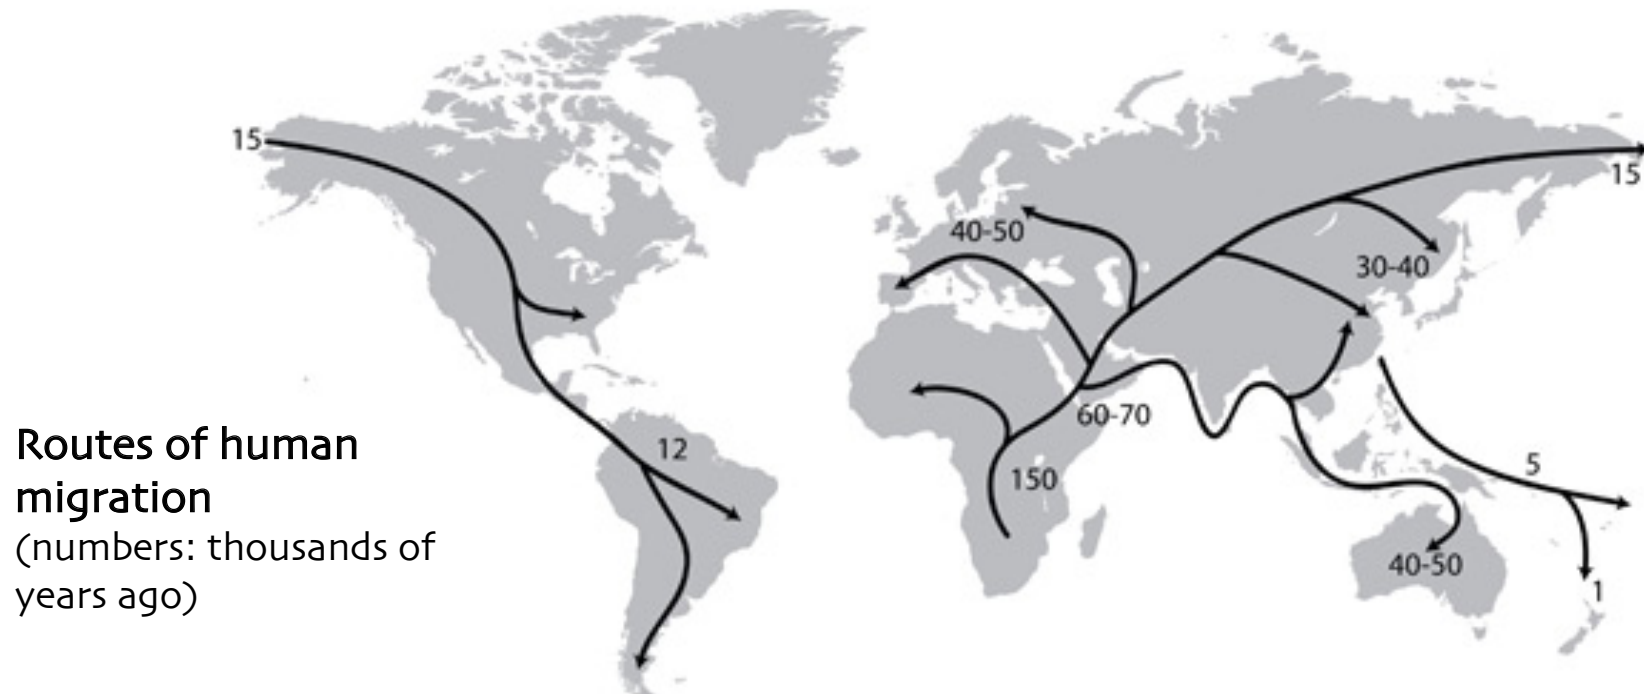 15
15
40-50
30-40
60-70
12
150
5
40-50
1
Routes of human
migration
(numbers: thousands of
years ago)